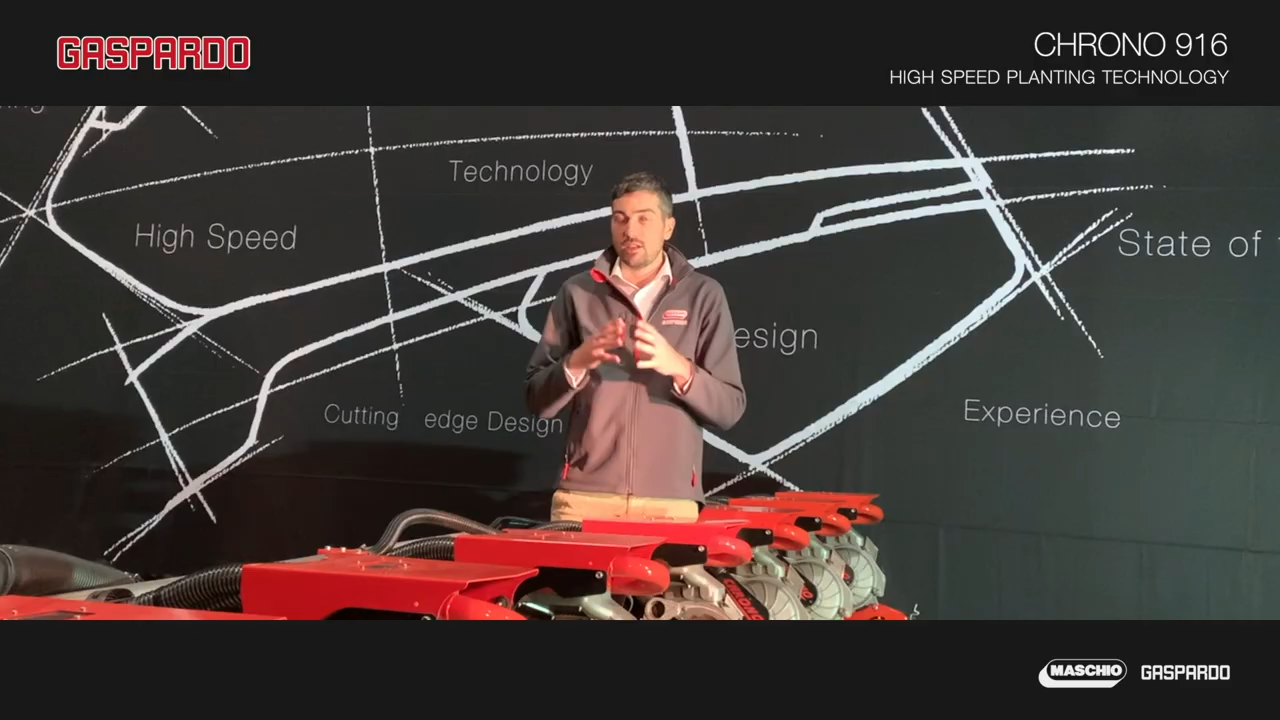 GASPARDO
CHRONO 916
HIGH SPEED PLANTING TECHNOLOGY
Technology
High Speed
State of
esign
Cutting edge Design
Experience
CHRONO
MASCHIO GASPARDO